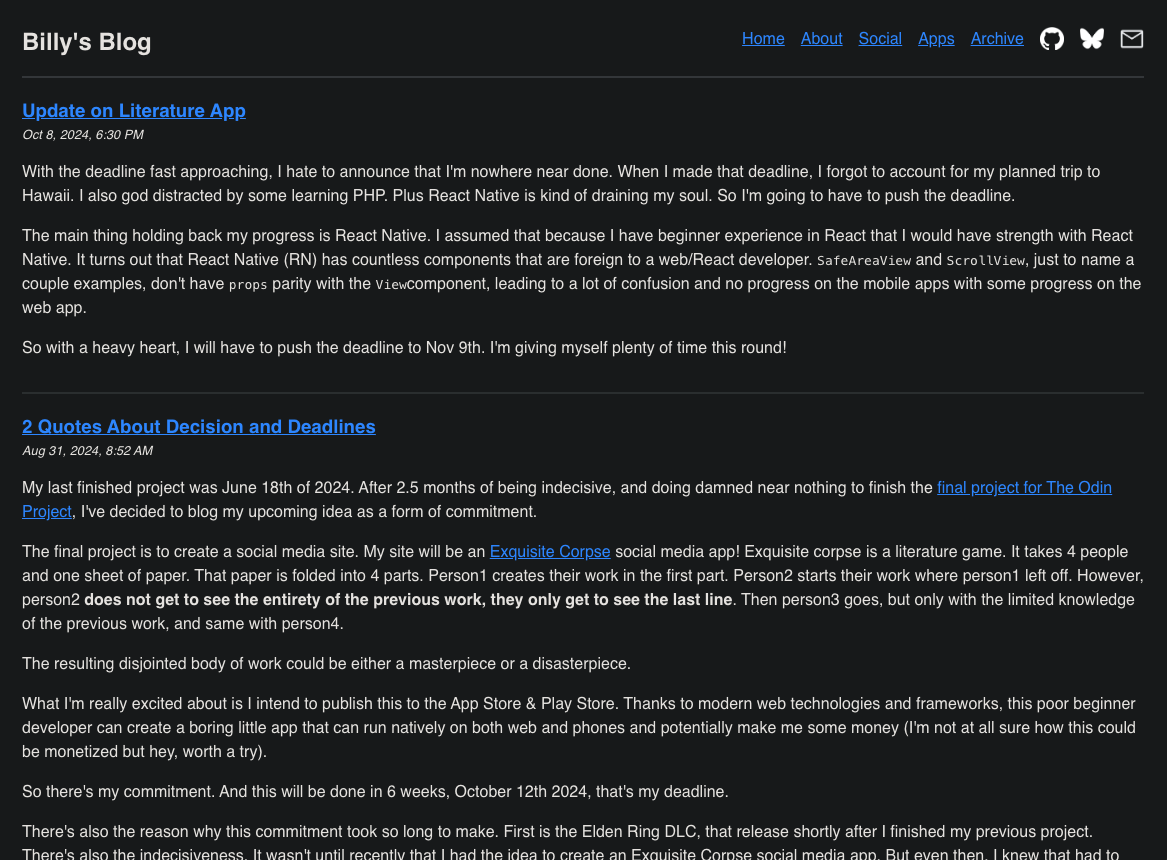 Billy's Blog
Home About Social Apps Archive
Update on Literature App
Oct 8, 2024, 6:30 PM
With the deadline fast approaching, I hate to announce that I'm nowhere near done. When I made that deadline, I forgot to account for my planned trip to
Hawaii. I also god distracted by some learning PHP. Plus React Native is kind of draining my soul. So I'm going to have to push the deadline.
The main thing holding back my progress is React Native. I assumed that because I have beginner experience in React that I would have strength with React
Native. It turns out that React Native (RN) has countless components that are foreign to a web/React developer. SafeAreaView and ScrollView, just to name a
couple examples, don't have props parity with the Viewcomponent, leading to a lot of confusion and no progress on the mobile apps with some progress on the
web app.
So with a heavy heart, I will have to push the deadline to Nov 9th. I'm giving myself plenty of time this round!
2 Quotes About Decision and Deadlines
Aug 31, 2024, 8:52 AM
My last finished project was June 18th of 2024. After 2.5 months of being indecisive, and doing damned near nothing to finish the final project for The Odin
Project, I've decided to blog my upcoming idea as a form of commitment.
The final project is to create a social media site. My site will be an Exquisite Corpse social media app! Exquisite corpse is a literature game. It takes 4 people
and one sheet of paper. That paper is folded into 4 parts. Person1 creates their work in the first part. Person2 starts their work where person1 left off. However,
person2 does not get to see the entirety of the previous work, they only get to see the last line. Then person3 goes, but only with the limited knowledge
of the previous work, and same with person4.
The resulting disjointed body of work could be either a masterpiece or a disasterpiece.
What I'm really excited about is I intend to publish this to the App Store & Play Store. Thanks to modern web technologies and frameworks, this poor beginner
developer can create a boring little app that can run natively on both web and phones and potentially make me some money (I'm not at all sure how this could
be monetized but hey, worth a try).
So there's my commitment. And this will be done in 6 weeks, October 12th 2024, that's my deadline.
There's also the reason why this commitment took so long to make. First is the Elden Ring DLC, that release shortly after I finished my previous project.
There's also the indecisiveness. It wasn't until recently that I had the idea to create an Exquisite Corpse social media app. But even then, I knew that had to